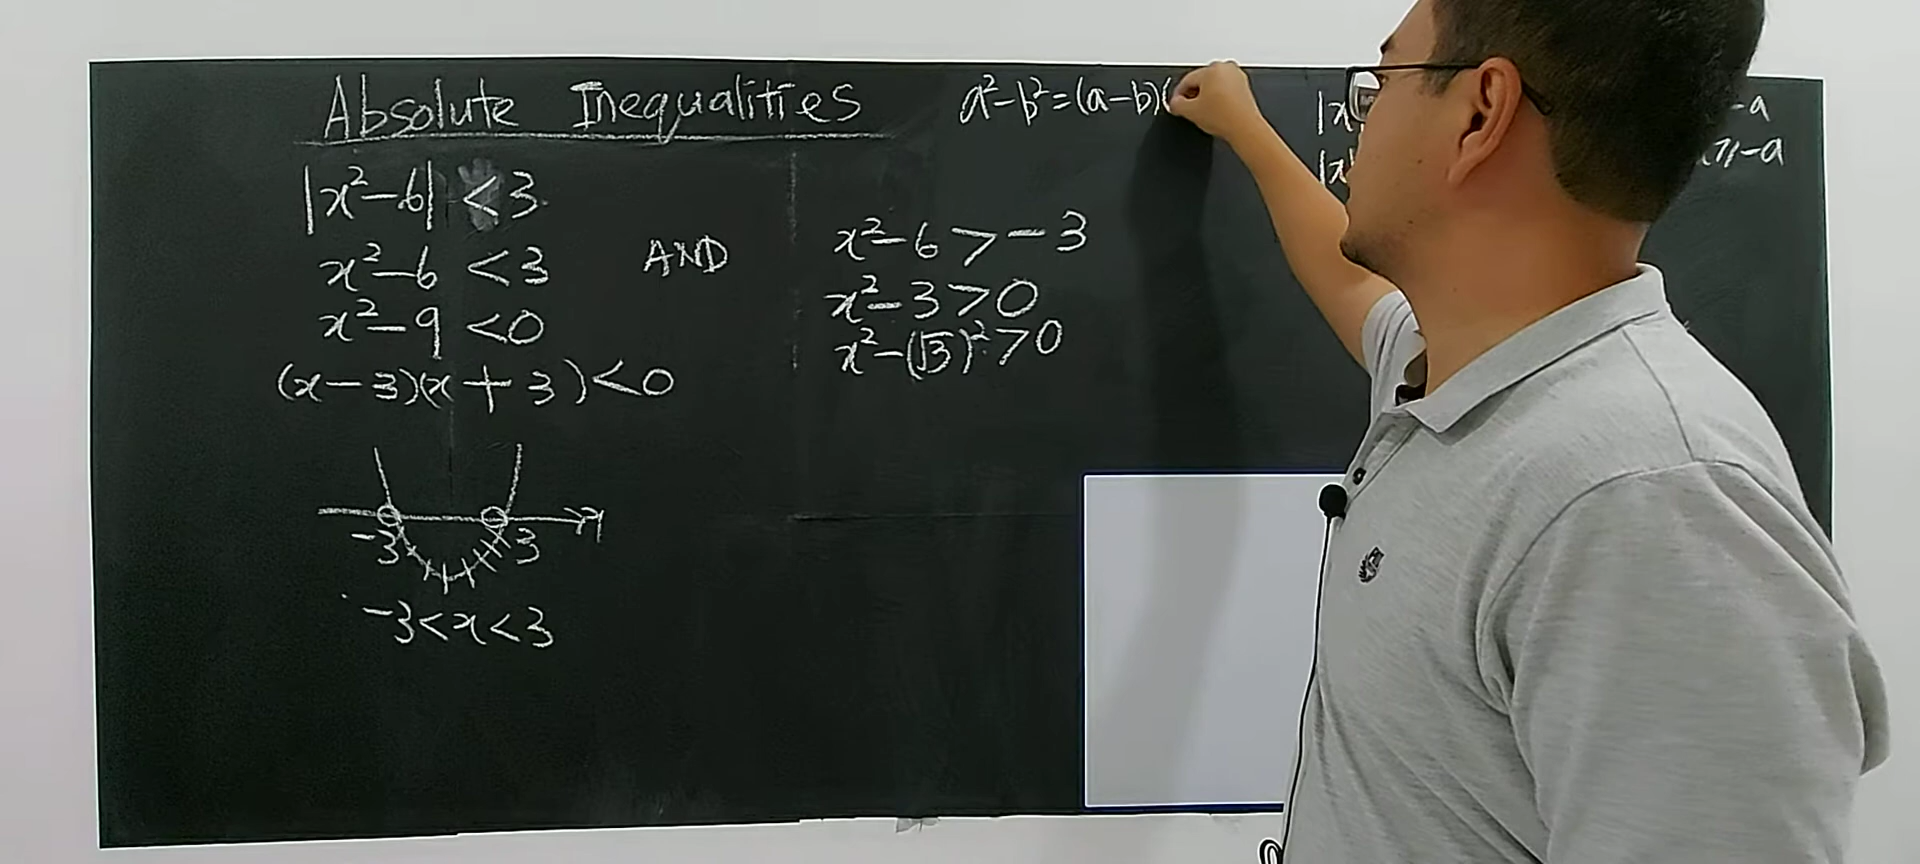 Absolute Inequalities
a²-b²=(a-b)(
|x
-a
|x
x⩾-a
|x²-6| <3
x²-6 <3
AND
x²-6 >-3
x²-9 <0
x²-3>0
(x-3)(x+3)<0
x²-(√3)²>0
-3
3
x
-3<x<3